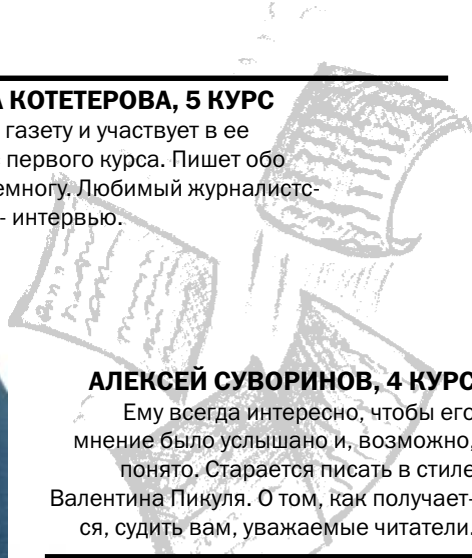 А КОТЕТЕРОВА, 5 КУРС
газету и участвует в ее
первого курса. Пишет обо
емногу. Любимый журналистс-
- интервью.
АЛЕКСЕЙ СУВОРИНОВ, 4 КУРС
Ему всегда интересно, чтобы его
мнение было услышано и, возможно,
понято. Старается писать в стиле
Валентина Пикуля. О том, как получает-
ся, судить вам, уважаемые читатели.